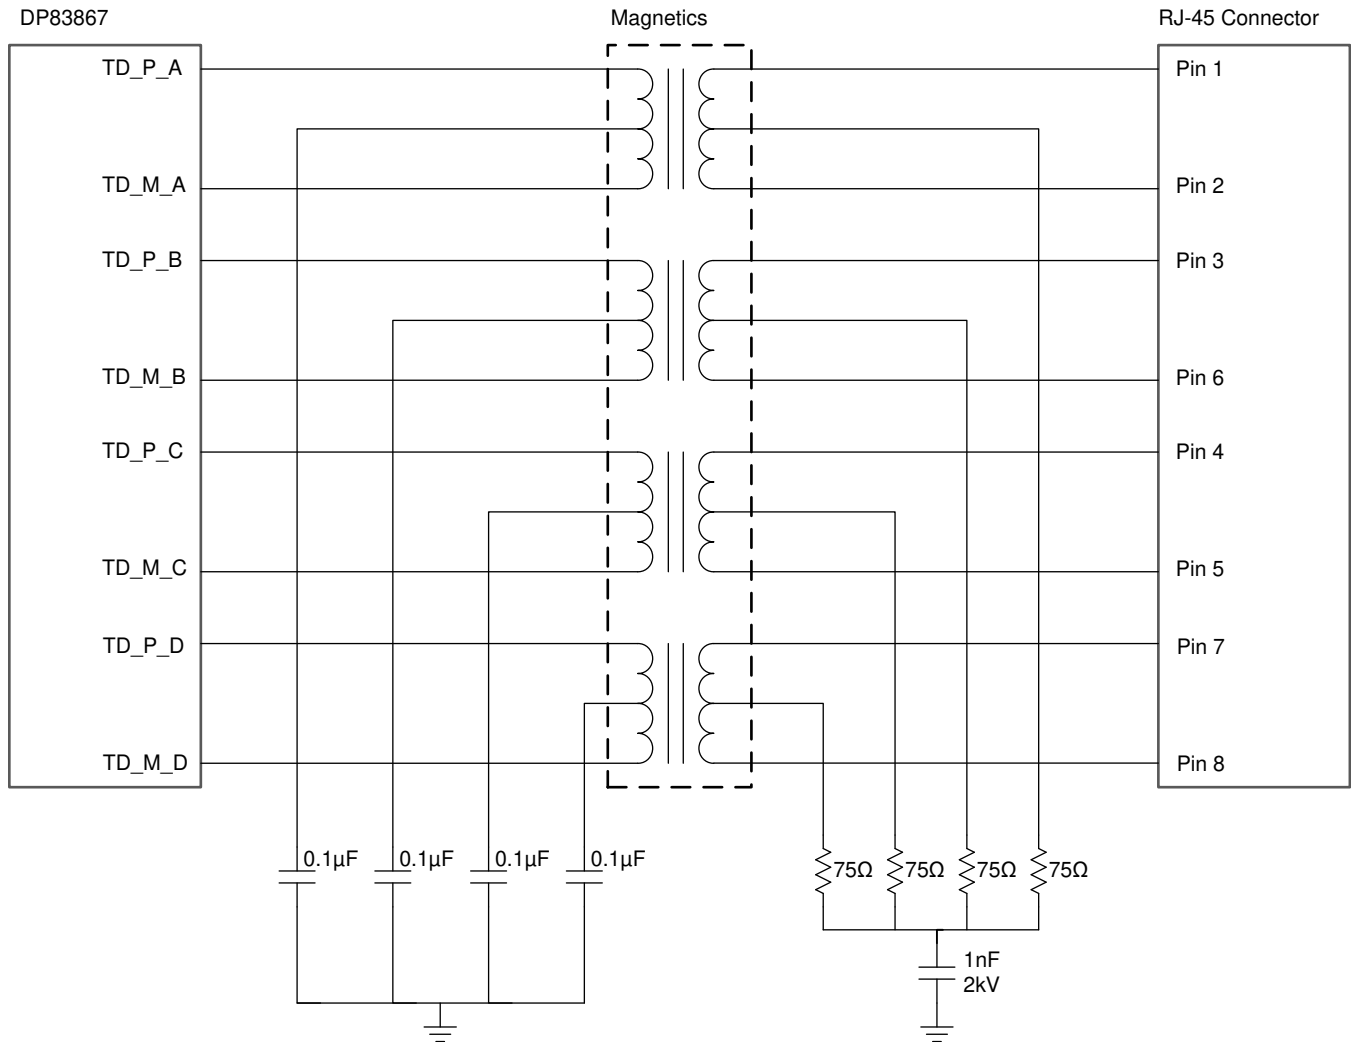 DP83867
Magnetics
RJ-45 Connector
TD_P_A
Pin 1
TD_M_A
Pin 2
TD_P_B
Pin 3
TD_M_B
Pin 6
TD_P_C
Pin 4
TD_M_C
Pin 5
TD_P_D
Pin 7
TD_M_D
Pin 8
0.1µF
0.1µF
0.1µF
0.1µF
75Ω
75Ω
75Ω
75Ω
1nF
2kV